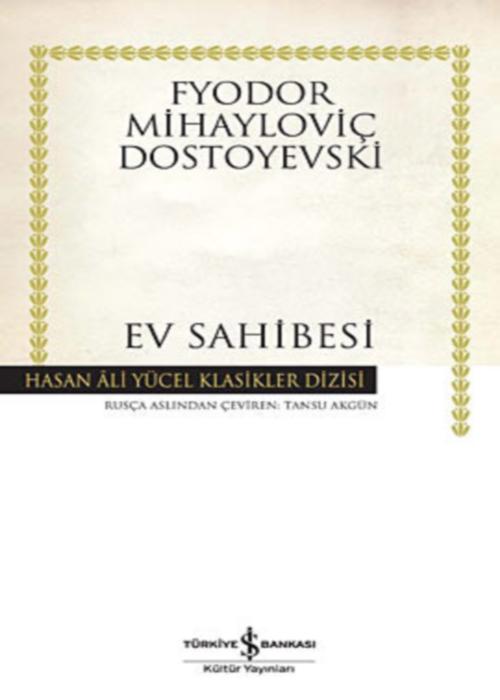 FYODOR
MİHAYLOVİÇ
DOSTOYEVSKİ
EV SAHİBESİ
HASAN ÂLİ YÜCEL KLASİKLER DİZİSİ
RUSÇA ASLINDAN ÇEVİREN: TANSU AKGÜN
TÜRKİYE İŞ BANKASI
Kültür Yayınları